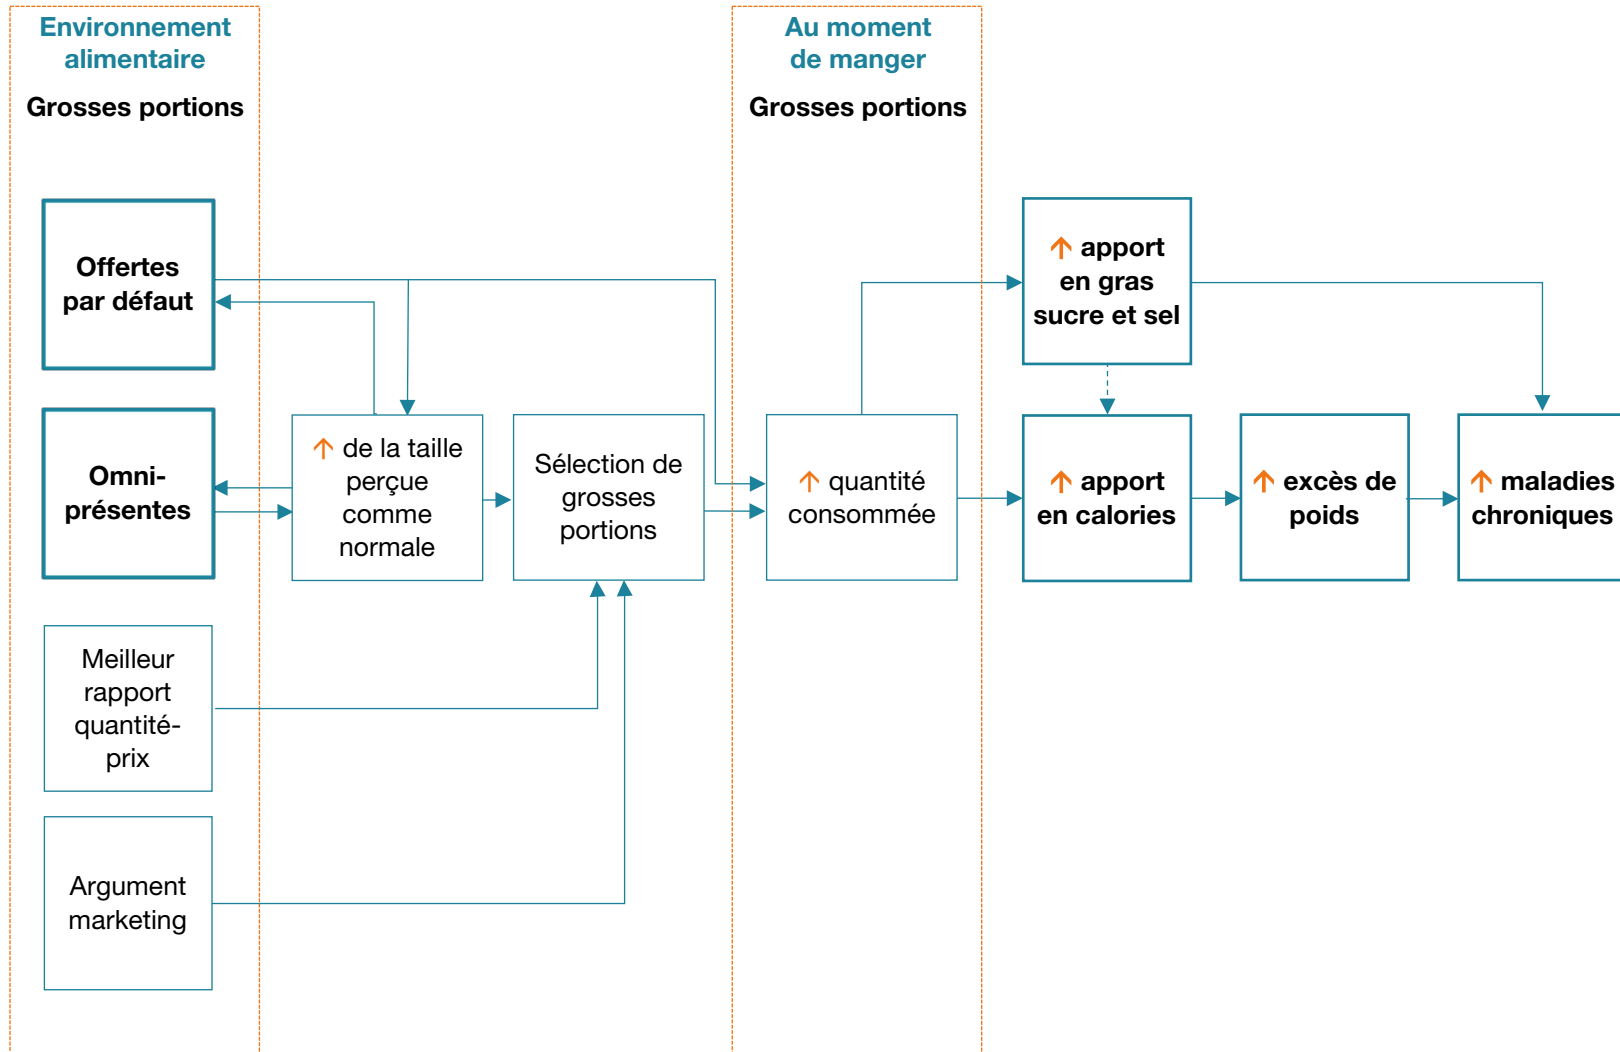 Environnement
alimentaire
Grosses portions
Au moment
de manger
Grosses portions
Offertes
par défaut
↑ apport
en gras
sucre et sel
Omni-
présentes
↑ de la taille
perçue
comme
normale
Sélection de
grosses
portions
↑ quantité
consommée
↑ apport
en calories
↑ excès de
poids
↑ maladies
chroniques
Meilleur
rapport
quantité-
prix
Argument
marketing